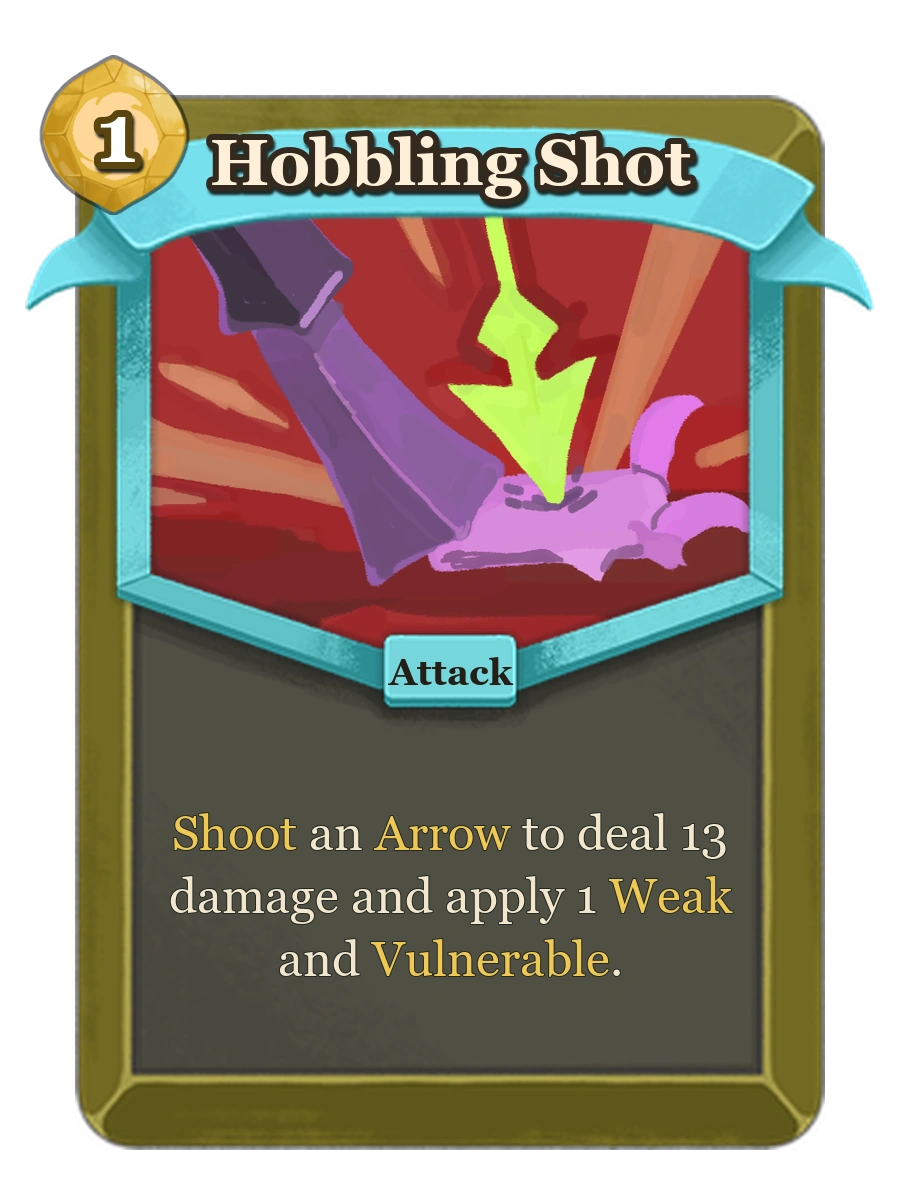 1
Hobbling Shot
Attack
Shoot an Arrow to deal 13
damage and apply 1 Weak
and Vulnerable.